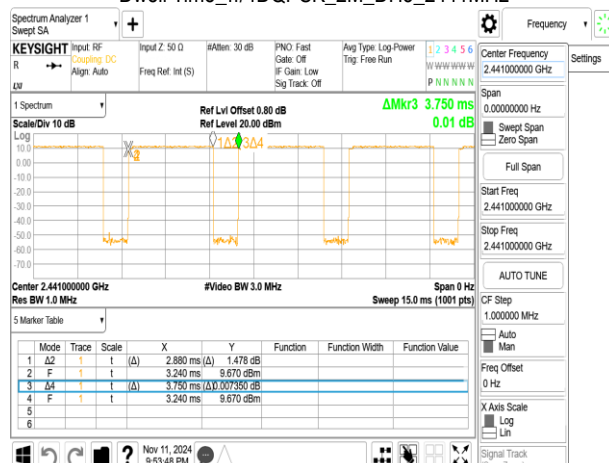 Spectrum Analyzer 1
Swept SA
Frequency
Settings
KEYSIGHT
R
LXI
Input: RF
Coupling: DC
Align: Auto
Input Z: 50 Ω
Freq Ref: Int (S)
#Atten: 30 dB
PNO: Fast
Gate: Off
IF Gain: Low
Sig Track: Off
Avg Type: Log-Power
Trig: Free Run
1 2 3 4 5 6
W W W W W W
P N N N N N
1 Spectrum
Scale/Div 10 dB
Ref Lvl Offset 0.80 dB
Ref Level 20.00 dBm
ΔMkr3 3.750 ms
0.01 dB
Log
10.0
0.00
-10.0
-20.0
-30.0
-40.0
-50.0
-60.0
-70.0
Center 2.441000000 GHz
Res BW 1.0 MHz
#Video BW 3.0 MHz
Span 0 Hz
Sweep 15.0 ms (1001 pts)
5 Marker Table
Mode Trace Scale X Y Function Function Width Function Value
1 Δ2 1 t (Δ) 2.880 ms (Δ) 1.478 dB
2 F 1 t 3.240 ms 9.670 dBm
3 Δ4 1 t (Δ) 3.750 ms (Δ)0.007350 dB
4 F 1 t 3.240 ms 9.670 dBm
5
6
Nov 11, 2024
9:53:48 PM
?
Center Frequency
2.441000000 GHz
Span
0.00000000 Hz
Swept Span
Zero Span
Full Span
Start Freq
2.441000000 GHz
Stop Freq
2.441000000 GHz
AUTO TUNE
CF Step
1.000000 MHz
Auto
Man
Freq Offset
0 Hz
X Axis Scale
Log
Lin
Signal Track